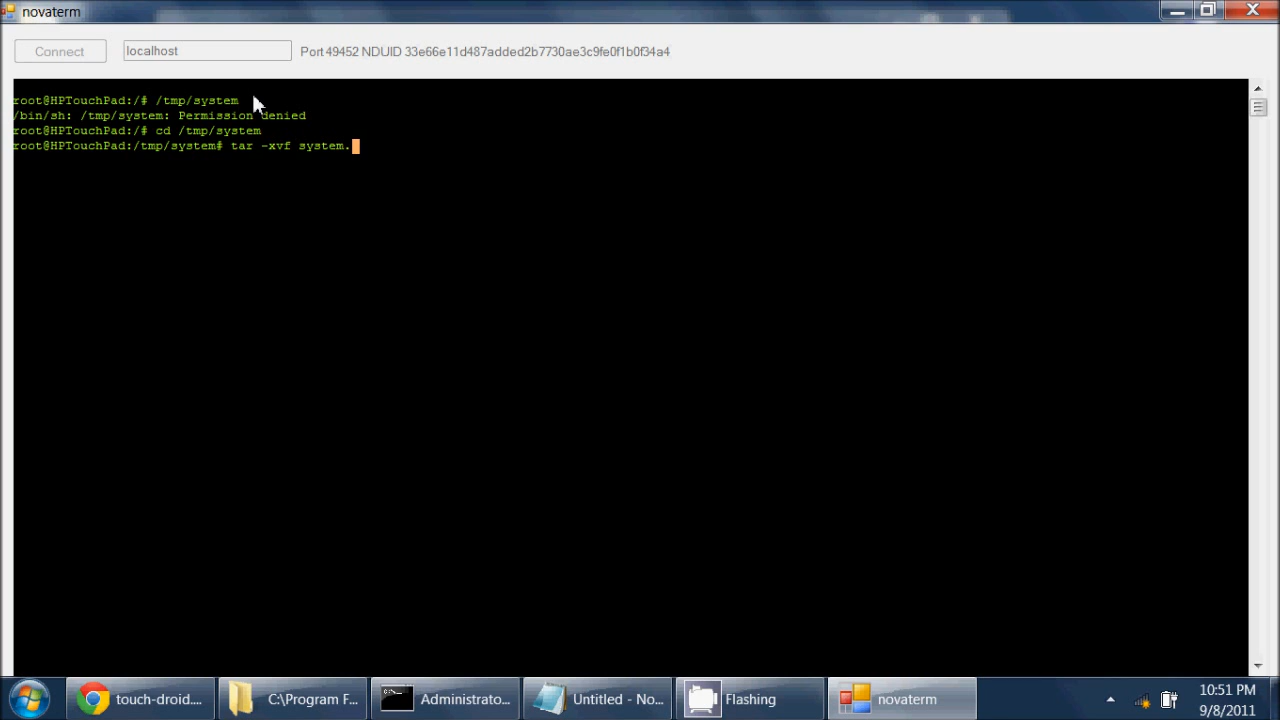 novaterm
Connect
localhost
Port 49452 NDUID 33e66e11d487added2b7730ae3c9fe0f1b0f34a4
root@HPTouchPad:/# /tmp/system
/bin/sh: /tmp/system: Permission denied
root@HPTouchPad:/# cd /tmp/system
root@HPTouchPad:/tmp/system# tar -xvf system.
touch-droid....
C:\Program F...
Administrato...
Untitled - No...
Flashing
novaterm
10:51 PM
9/8/2011